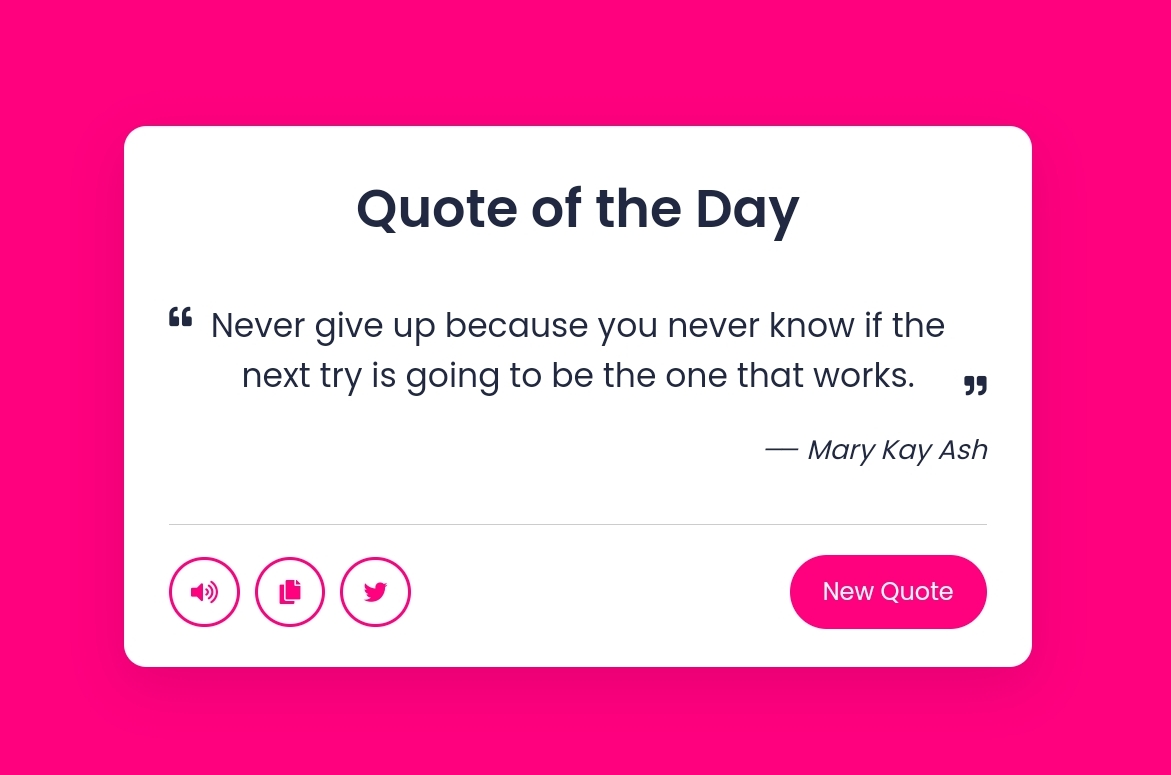 Quote of the Day
“ Never give up because you never know if the
next try is going to be the one that works. ”
— Mary Kay Ash
New Quote